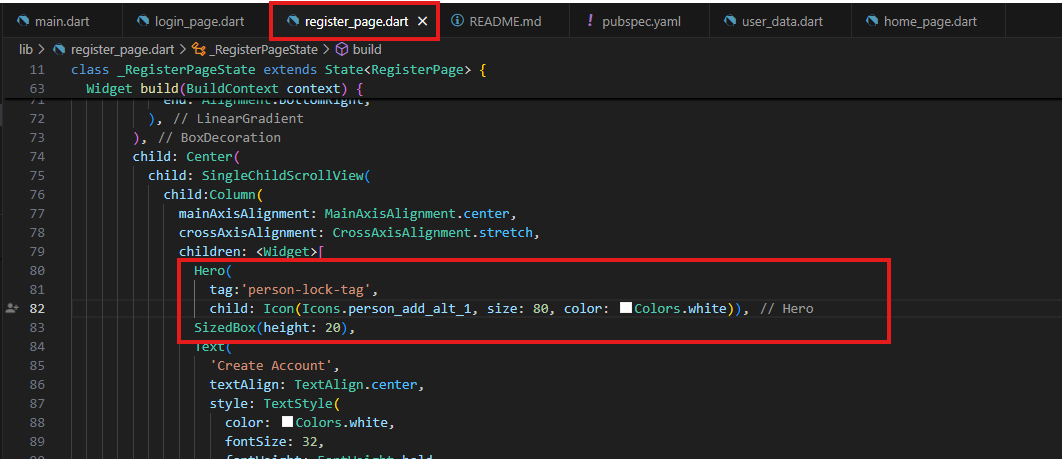 main.dart login_page.dart register_page.dart README.md pubspec.yaml user_data.dart home_page.dart
lib > register_page.dart > _RegisterPageState > build
11 class _RegisterPageState extends State<RegisterPage> {
63 Widget build(BuildContext context) {
71 end: Alignment.bottomRight,
72 ), // LinearGradient
73 ), // BoxDecoration
74 child: Center(
75 child: SingleChildScrollView(
76 child:Column(
77 mainAxisAlignment: MainAxisAlignment.center,
78 crossAxisAlignment: CrossAxisAlignment.stretch,
79 children: <Widget>[
80 Hero(
81 tag:'person-lock-tag',
82 child: Icon(Icons.person_add_alt_1, size: 80, color: Colors.white)), // Hero
83 SizedBox(height: 20),
84 Text(
85 'Create Account',
86 textAlign: TextAlign.center,
87 style: TextStyle(
88 color: Colors.white,
89 fontSize: 32,
90 fontWeight: FontWeight.bold